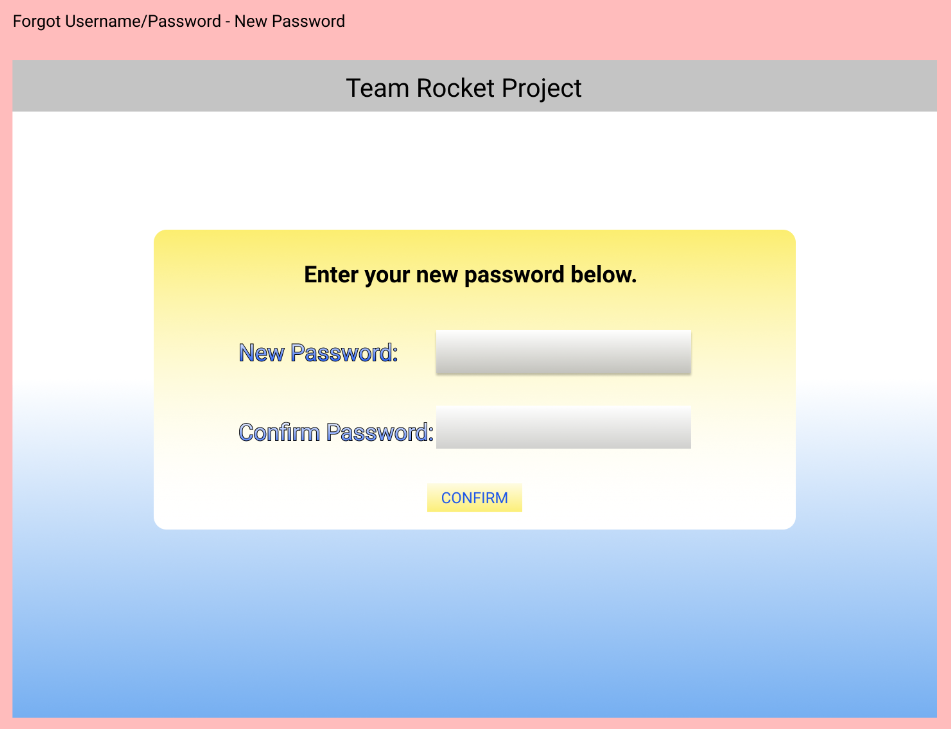 Forgot Username/Password - New Password
Team Rocket Project
Enter your new password below.
New Password:
Confirm Password:
CONFIRM